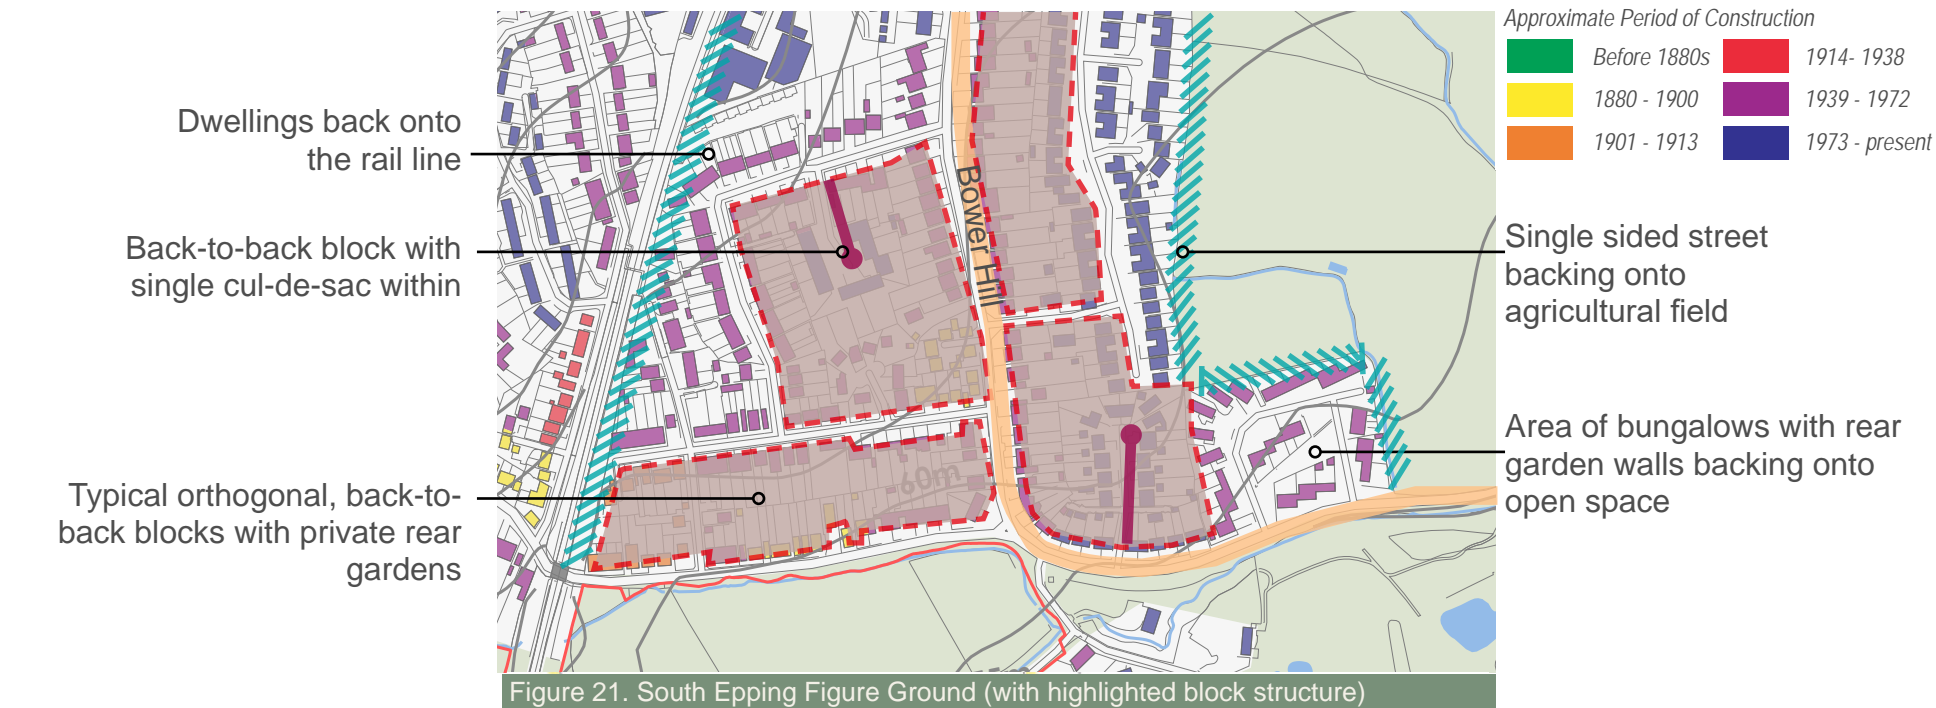 Approximate Period of Construction
Before 1880s
1914- 1938
1880 - 1900
1939 - 1972
1901 - 1913
1973 - present
Dwellings back onto
the rail line
Back-to-back block with
single cul-de-sac within
Typical orthogonal, back-to-
back blocks with private rear
gardens
Bower Hill
60m
Single sided street
backing onto
agricultural field
Area of bungalows with rear
garden walls backing onto
open space
Figure 21. South Epping Figure Ground (with highlighted block structure)